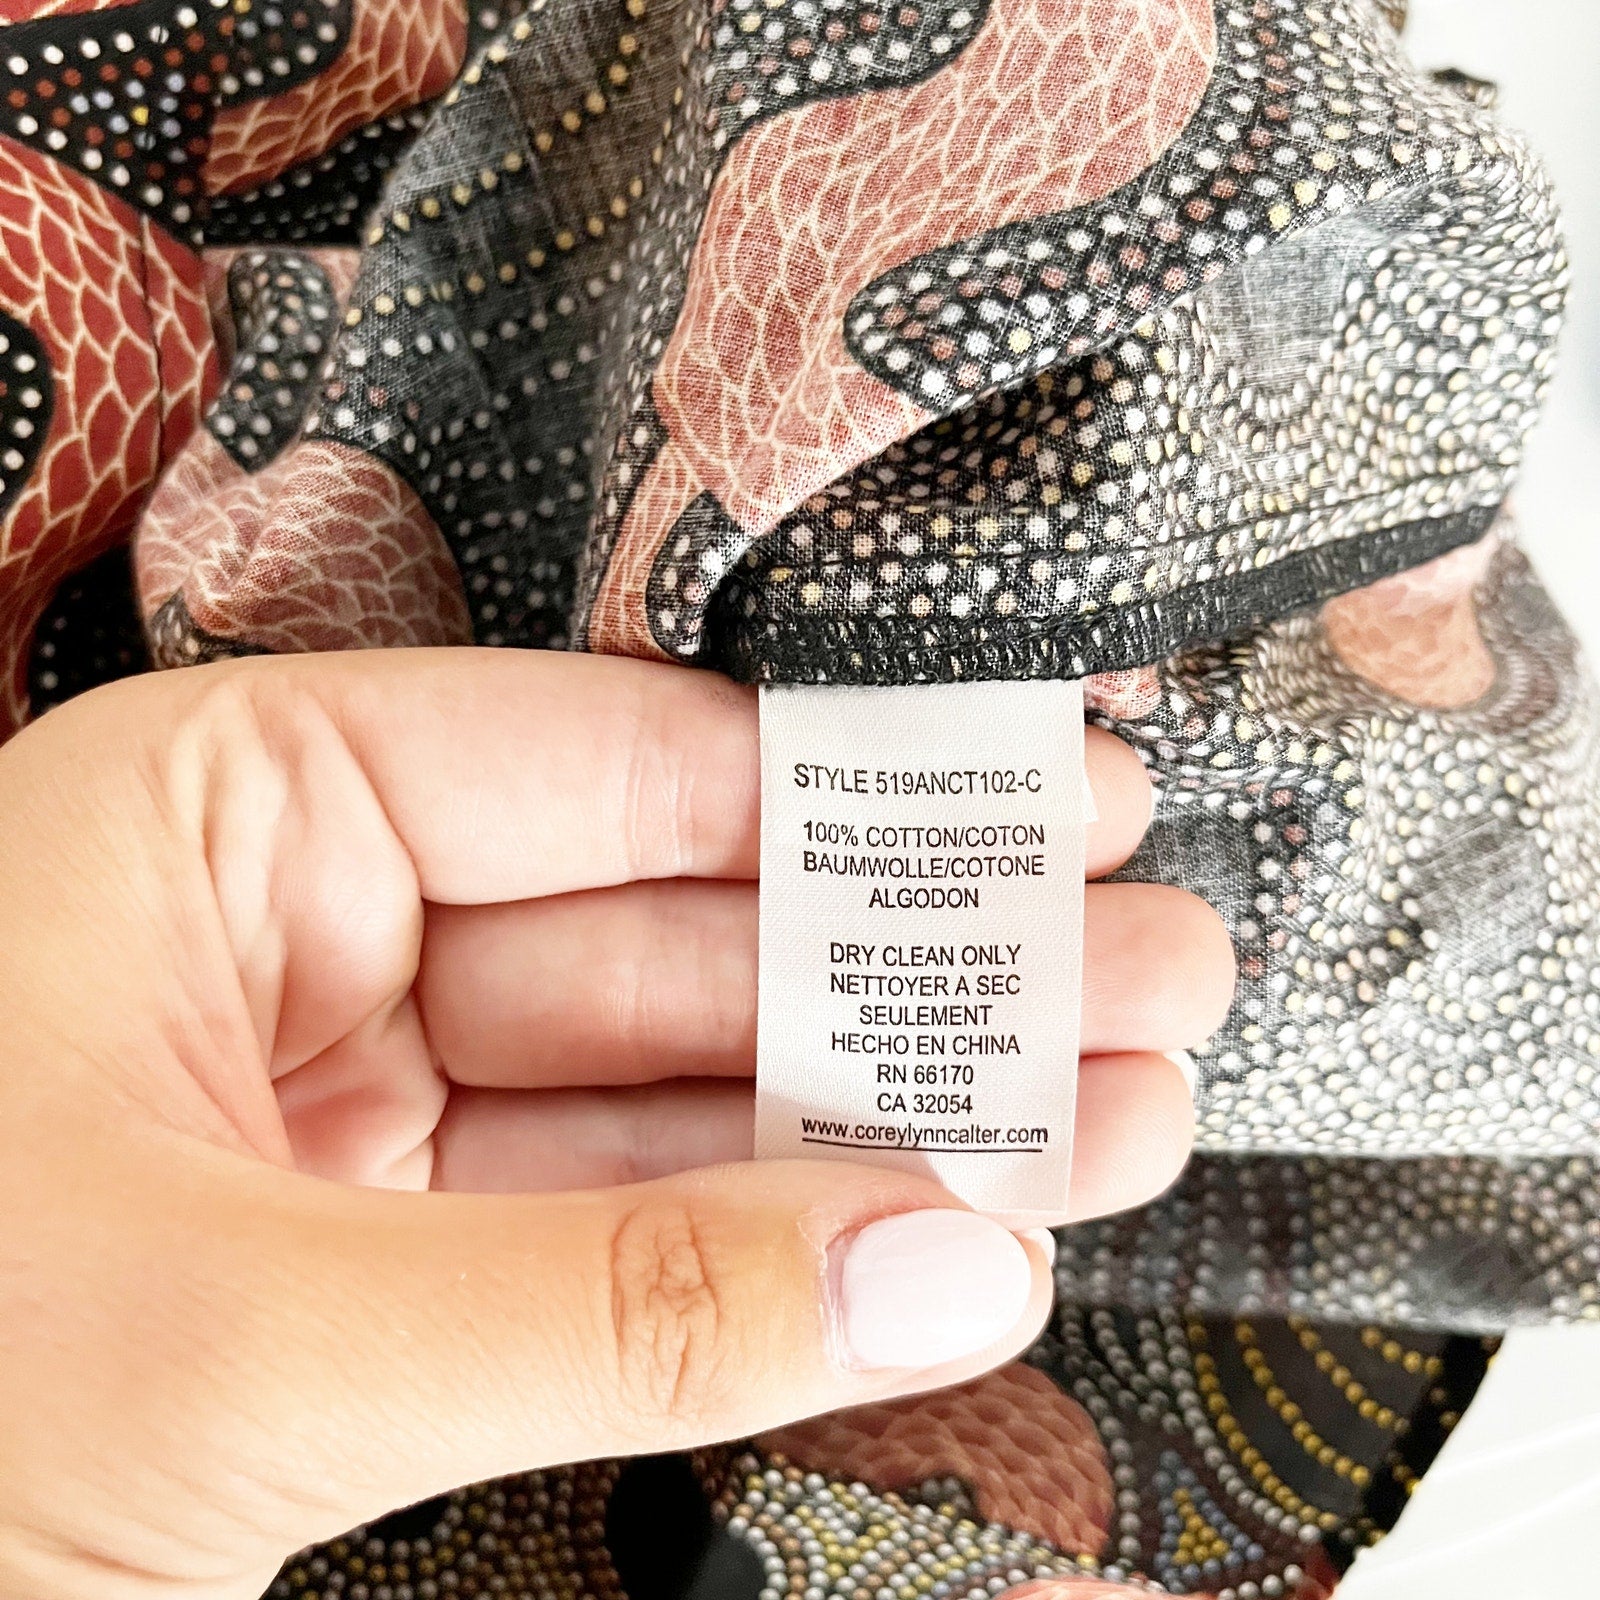 STYLE 519ANCT102-C
100% COTTON/COTON
BAUMWOLLE/COTONE
ALGODON
DRY CLEAN ONLY
NETTOYER A SEC
SEULEMENT
HECHO EN CHINA
RN 66170
CA 32054
www.coreylynncalter.com